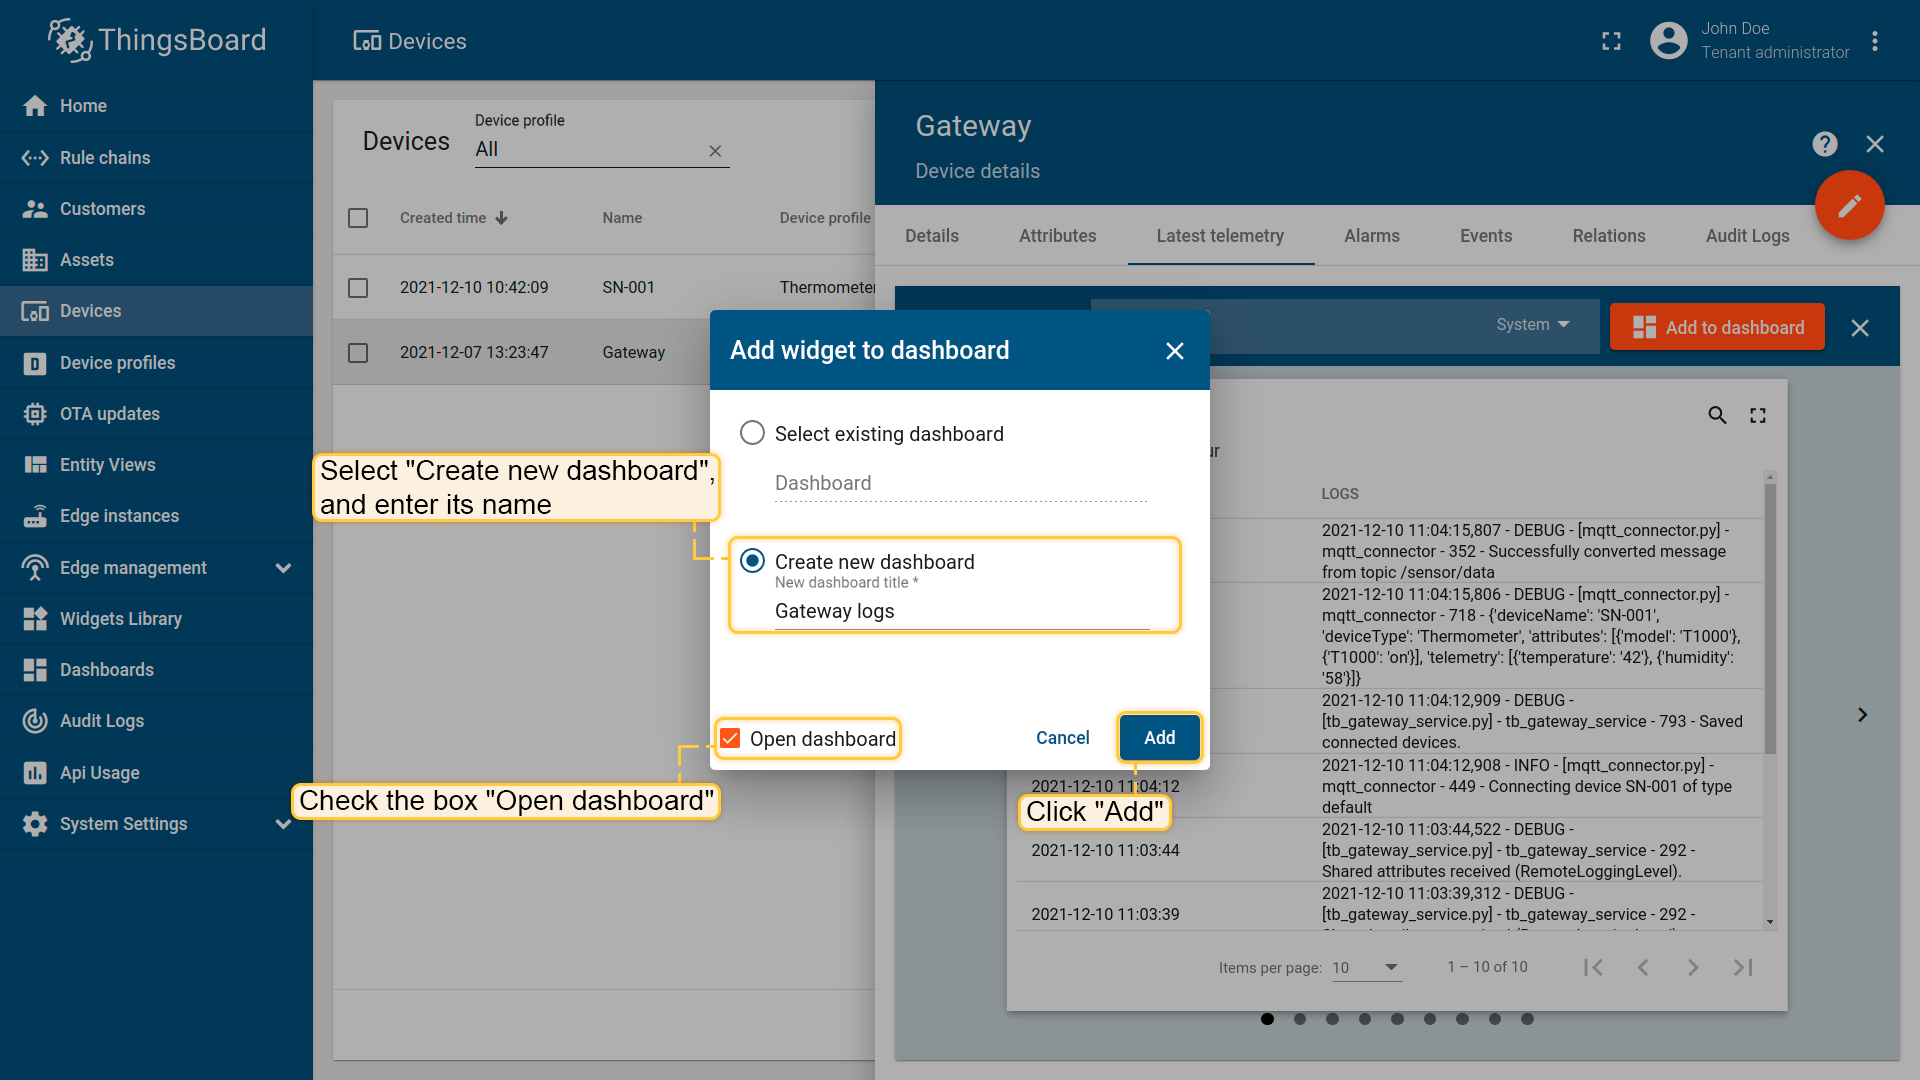 ThingsBoard
Devices
John Doe
Tenant administrator
Home
Rule chains
Customers
Assets
Devices
Device profiles
OTA updates
Entity Views
Edge instances
Edge management
Widgets Library
Dashboards
Audit Logs
Api Usage
System Settings
Devices
Device profile
All
Created time
Name
Device profile
2021-12-10 10:42:09
SN-001
Thermometer
2021-12-07 13:23:47
Gateway
Gateway
Device details
Details
Attributes
Latest telemetry
Alarms
Events
Relations
Audit Logs
System
Add to dashboard
Add widget to dashboard
Select existing dashboard
Dashboard
Create new dashboard
New dashboard title *
Gateway logs
Open dashboard
Cancel
Add
Select "Create new dashboard",
and enter its name
Check the box "Open dashboard"
Click "Add"
ur
LOGS
2021-12-10 11:04:15,807 - DEBUG - [mqtt_connector.py] -
mqtt_connector - 352 - Successfully converted message
from topic /sensor/data
2021-12-10 11:04:15,806 - DEBUG - [mqtt_connector.py] -
mqtt_connector - 718 - {'deviceName': 'SN-001',
'deviceType': 'Thermometer', 'attributes': [{'model': 'T1000'},
{'T1000': 'on'}], 'telemetry': [{'temperature': '42'}, {'humidity':
'58'}]}
2021-12-10 11:04:12,909 - DEBUG -
[tb_gateway_service.py] - tb_gateway_service - 793 - Saved
connected devices.
2021-12-10 11:04:12
2021-12-10 11:04:12,908 - INFO - [mqtt_connector.py] -
mqtt_connector - 449 - Connecting device SN-001 of type
default
2021-12-10 11:03:44
2021-12-10 11:03:44,522 - DEBUG -
[tb_gateway_service.py] - tb_gateway_service - 292 -
Shared attributes received (RemoteLoggingLevel).
2021-12-10 11:03:39
2021-12-10 11:03:39,312 - DEBUG -
[tb_gateway_service.py] - tb_gateway_service - 292 -
Items per page:
10
1 – 10 of 10